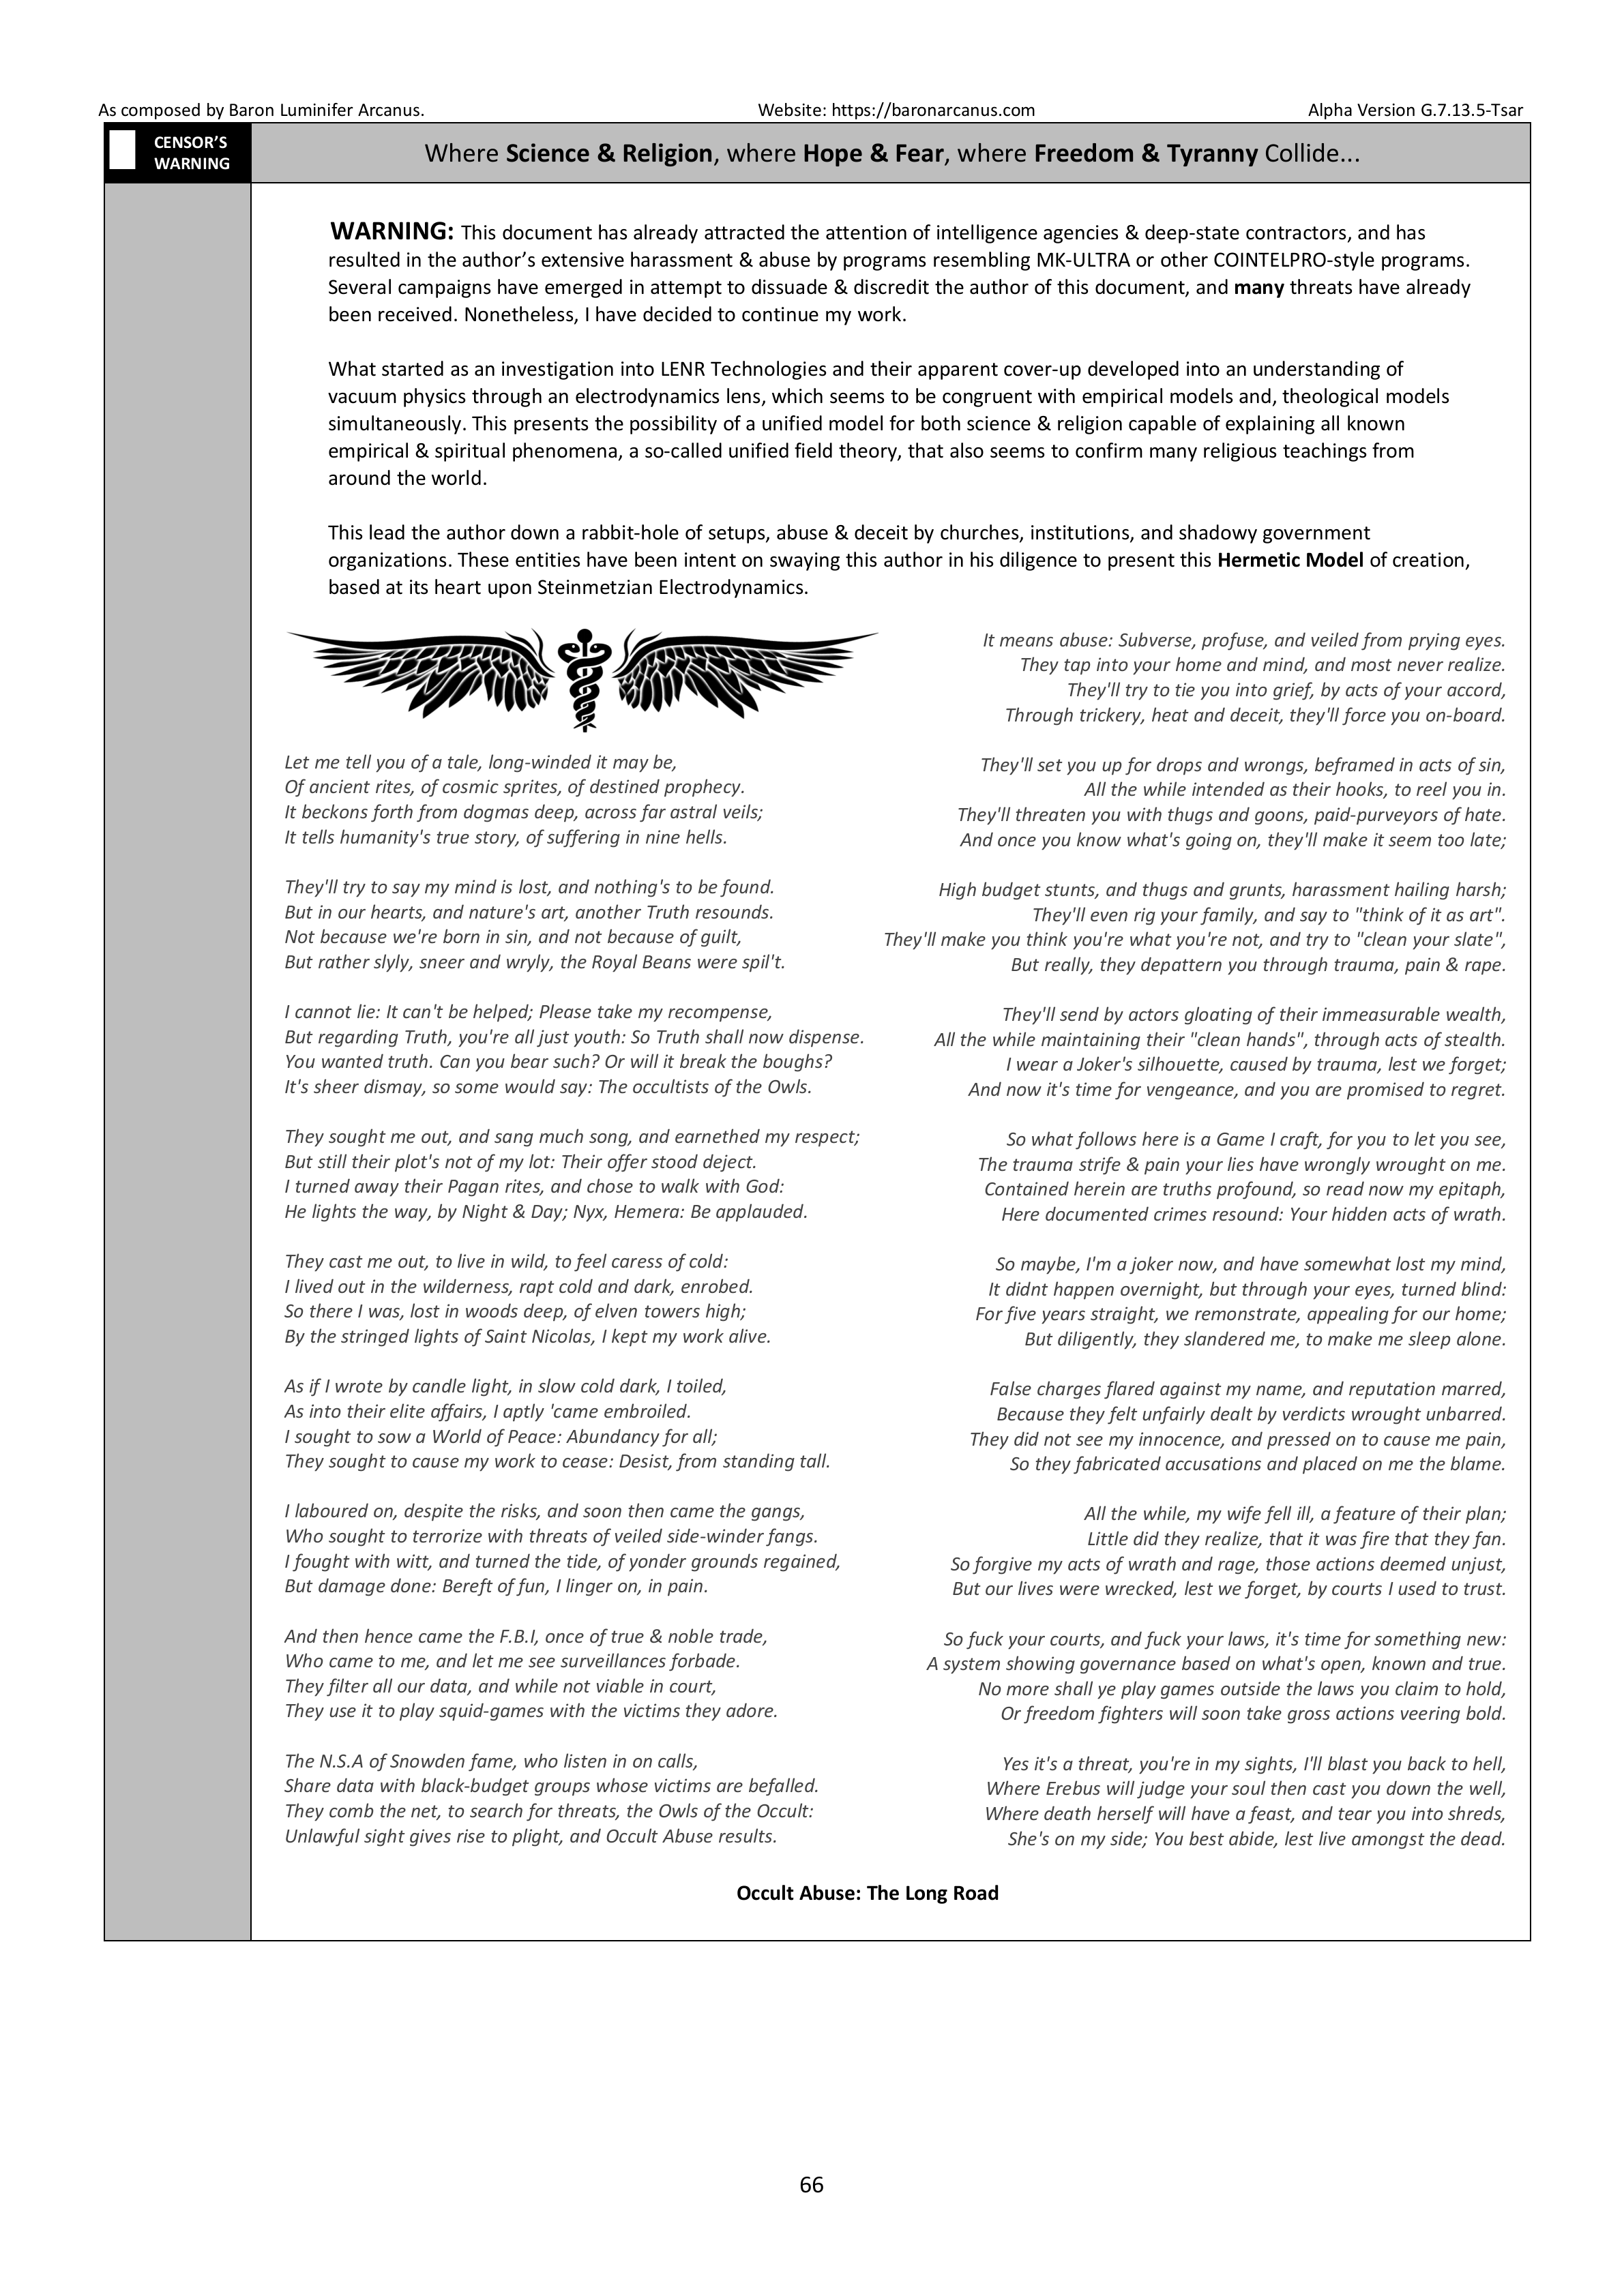 As composed by Baron Luminifer Arcanus. Website: https://baronarcanus.com Alpha Version G.7.13.5-Tsar
CENSOR'S
WARNING
Where Science & Religion, where Hope & Fear, where Freedom & Tyranny Collide...
WARNING: This document has already attracted the attention of intelligence agencies & deep-state contractors, and has
resulted in the author's extensive harassment & abuse by programs resembling MK-ULTRA or other COINTELPRO-style programs.
Several campaigns have emerged in attempt to dissuade & discredit the author of this document, and many threats have already
been received. Nonetheless, I have decided to continue my work.
What started as an investigation into LENR Technologies and their apparent cover-up developed into an understanding of
vacuum physics through an electrodynamics lens, which seems to be congruent with empirical models and, theological models
simultaneously. This presents the possibility of a unified model for both science & religion capable of explaining all known
empirical & spiritual phenomena, a so-called unified field theory, that also seems to confirm many religious teachings from
around the world.
This lead the author down a rabbit-hole of setups, abuse & deceit by churches, institutions, and shadowy government
organizations. These entities have been intent on swaying this author in his diligence to present this Hermetic Model of creation,
based at its heart upon Steinmetzian Electrodynamics.
Let me tell you of a tale, long-winded it may be,
Of ancient rites, of cosmic sprites, of destined prophecy.
It beckons forth from dogmas deep, across far astral veils;
It tells humanity's true story, of suffering in nine hells.
They'll try to say my mind is lost, and nothing's to be found.
But in our hearts, and nature's art, another Truth resounds.
Not because we're born in sin, and not because of guilt,
But rather slyly, sneer and wryly, the Royal Beans were spil't.
I cannot lie: It can't be helped; Please take my recompense,
But regarding Truth, you're all just youth: So Truth shall now dispense.
You wanted truth. Can you bear such? Or will it break the boughs?
It's sheer dismay, so some would say: The occultists of the Owls.
They sought me out, and sang much song, and earnethed my respect;
But still their plot's not of my lot: Their offer stood deject.
I turned away their Pagan rites, and chose to walk with God:
He lights the way, by Night & Day; Nyx, Hemera: Be applauded.
They cast me out, to live in wild, to feel caress of cold:
I lived out in the wilderness, rapt cold and dark, enrobed.
So there I was, lost in woods deep, of elven towers high;
By the stringed lights of Saint Nicolas, I kept my work alive.
As if I wrote by candle light, in slow cold dark, I toiled,
As into their elite affairs, I aptly 'came embroiled.
I sought to sow a World of Peace: Abundancy for all;
They sought to cause my work to cease: Desist, from standing tall.
I laboured on, despite the risks, and soon then came the gangs,
Who sought to terrorize with threats of veiled side-winder fangs.
I fought with witt, and turned the tide, of yonder grounds regained,
But damage done: Bereft of fun, I linger on, in pain.
And then hence came the F.B.I, once of true & noble trade,
Who came to me, and let me see surveillances forbade.
They filter all our data, and while not viable in court,
They use it to play squid-games with the victims they adore.
The N.S.A of Snowden fame, who listen in on calls,
Share data with black-budget groups whose victims are befalled.
They comb the net, to search for threats, the Owls of the Occult:
Unlawful sight gives rise to plight, and Occult Abuse results.
It means abuse: Subverse, profuse, and veiled from prying eyes.
They tap into your home and mind, and most never realize.
They'll try to tie you into grief, by acts of your accord,
Through trickery, heat and deceit, they'll force you on-board.
They'll set you up for drops and wrongs, beframed in acts of sin,
All the while intended as their hooks, to reel you in.
They'll threaten you with thugs and goons, paid-purveyors of hate.
And once you know what's going on, they'll make it seem too late;
High budget stunts, and thugs and grunts, harassment hailing harsh;
They'll even rig your family, and say to "think of it as art".
They'll make you think you're what you're not, and try to "clean your slate",
But really, they depattern you through trauma, pain & rape.
They'll send by actors gloating of their immeasurable wealth,
All the while maintaining their "clean hands", through acts of stealth.
I wear a Joker's silhouette, caused by trauma, lest we forget;
And now it's time for vengeance, and you are promised to regret.
So what follows here is a Game I craft, for you to let you see,
The trauma strife & pain your lies have wrongly wrought on me.
Contained herein are truths profound, so read now my epitaph,
Here documented crimes resound: Your hidden acts of wrath.
So maybe, I'm a joker now, and have somewhat lost my mind,
It didnt happen overnight, but through your eyes, turned blind:
For five years straight, we remonstrate, appealing for our home;
But diligently, they slandered me, to make me sleep alone.
False charges flared against my name, and reputation marred,
Because they felt unfairly dealt by verdicts wrought unbarred.
They did not see my innocence, and pressed on to cause me pain,
So they fabricated accusations and placed on me the blame.
All the while, my wife fell ill, a feature of their plan;
Little did they realize, that it was fire that they fan.
So forgive my acts of wrath and rage, those actions deemed unjust,
But our lives were wrecked, lest we forget, by courts I used to trust.
So fuck your courts, and fuck your laws, it's time for something new:
A system showing governance based on what's open, known and true.
No more shall ye play games outside the laws you claim to hold,
Or freedom fighters will soon take gross actions veering bold.
Yes it's a threat, you're in my sights, I'll blast you back to hell,
Where Erebus will judge your soul then cast you down the well,
Where death herself will have a feast, and tear you into shreds,
She's on my side; You best abide, lest live amongst the dead.
Occult Abuse: The Long Road
66